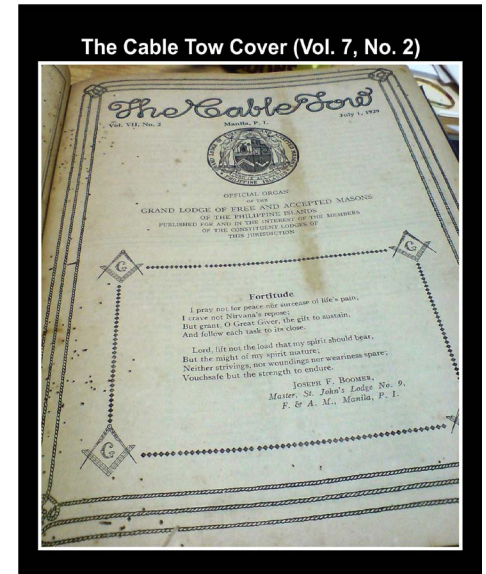 The Cable Tow Cover (Vol. 7, No. 2)
The Cable Tow
Vol. VII, No. 2
Manila, P. I.
July 1, 1929
OFFICIAL ORGAN
OF THE
GRAND LODGE OF FREE AND ACCEPTED MASONS
OF THE PHILIPPINE ISLANDS
PUBLISHED FOR AND IN THE INTEREST OF THE MEMBERS
OF THE CONSTITUENT LODGES OF
THIS JURISDICTION
G
G
Fortitude
I pray not for peace nor surcease of life's pain,
I crave not Nirvana's repose;
But grant, O Great Giver, the gift to sustain,
And follow each task to its close.
Lord, lift not the load that my spirit should bear,
But the might of my spirit mature;
Neither strivings, nor woundings nor weariness spare;
Vouchsafe but the strength to endure.
JOSEPH F. BOOMER,
Master, St. John's Lodge No. 9,
F. & A. M., Manila, P. I.
G